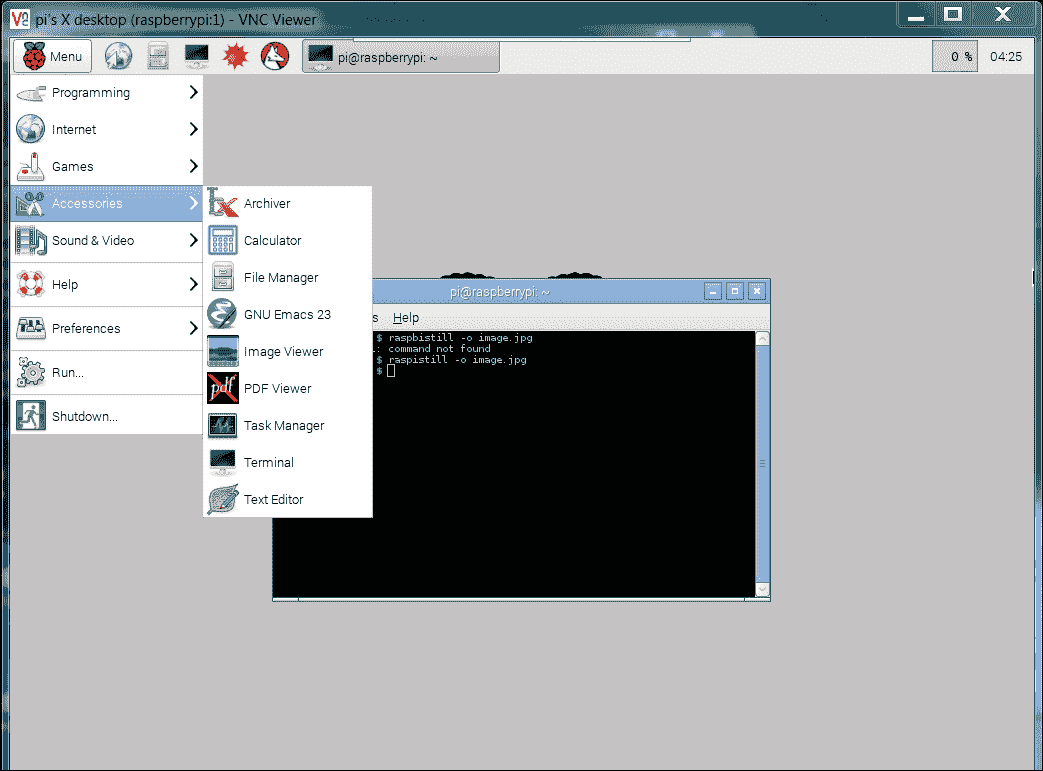 pi's X desktop (raspberrypi:1) - VNC Viewer
Menu
pi@raspberrypi: ~
0 %
04:25
Programming
Internet
Games
Accessories
Sound & Video
Help
Preferences
Run...
Shutdown...
Archiver
Calculator
File Manager
GNU Emacs 23
Image Viewer
PDF Viewer
Task Manager
Terminal
Text Editor
pi@raspberrypi: ~
s Help
$ raspbistill -o image.jpg
: command not found
$ raspistill -o image.jpg
$